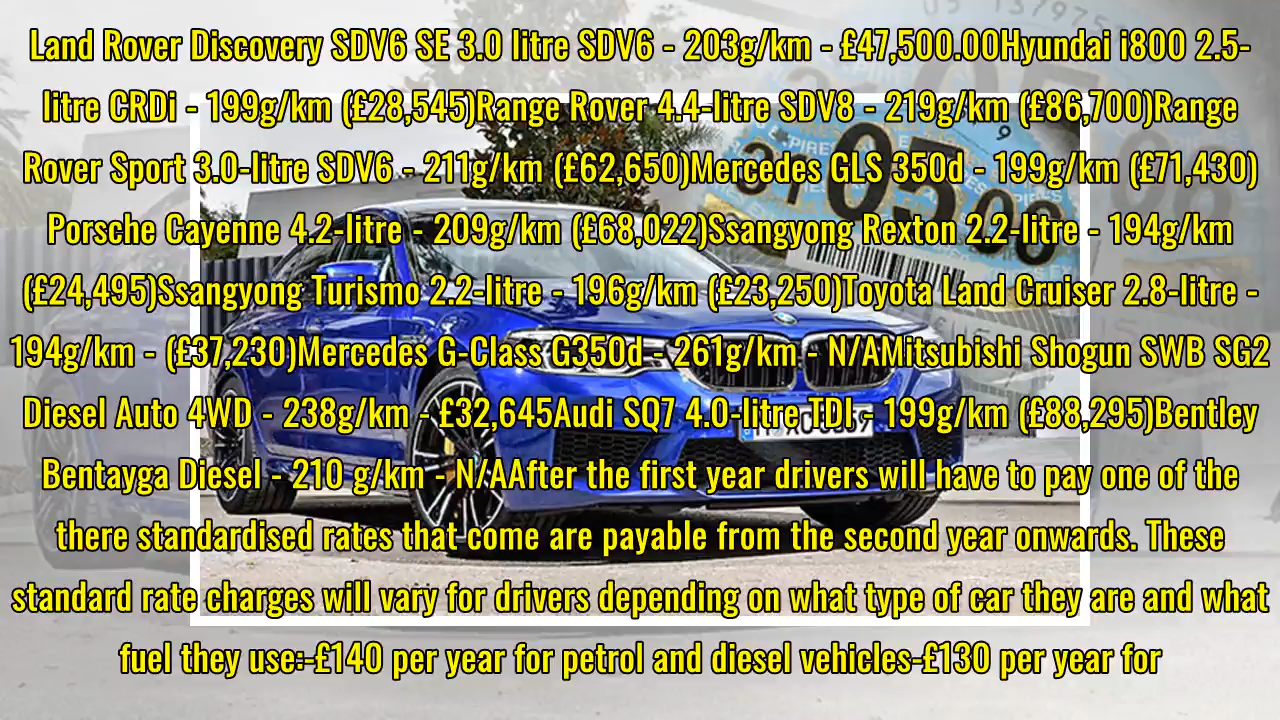 Land Rover Discovery SDV6 SE 3.0 litre SDV6 - 203g/km - £47,500.00Hyundai i800 2.5-
litre CRDi - 199g/km (£28,545)Range Rover 4.4-litre SDV8 - 219g/km (£86,700)Range
Rover Sport 3.0-litre SDV6 - 211g/km (£62,650)Mercedes GLS 350d - 199g/km (£71,430)
Porsche Cayenne 4.2-litre - 209g/km (£68,022)Ssangyong Rexton 2.2-litre - 194g/km
(£24,495)Ssangyong Turismo 2.2-litre - 196g/km (£23,250)Toyota Land Cruiser 2.8-litre -
194g/km - (£37,230)Mercedes G-Class G350d - 261g/km - N/AMitsubishi Shogun SWB SG2
Diesel Auto 4WD - 238g/km - £32,645Audi SQ7 4.0-litre TDI - 199g/km (£88,295)Bentley
Bentayga Diesel - 210 g/km - N/AAfter the first year drivers will have to pay one of the
there standardised rates that come are payable from the second year onwards. These
standard rate charges will vary for drivers depending on what type of car they are and what
fuel they use:-£140 per year for petrol and diesel vehicles-£130 per year for
31 05 00